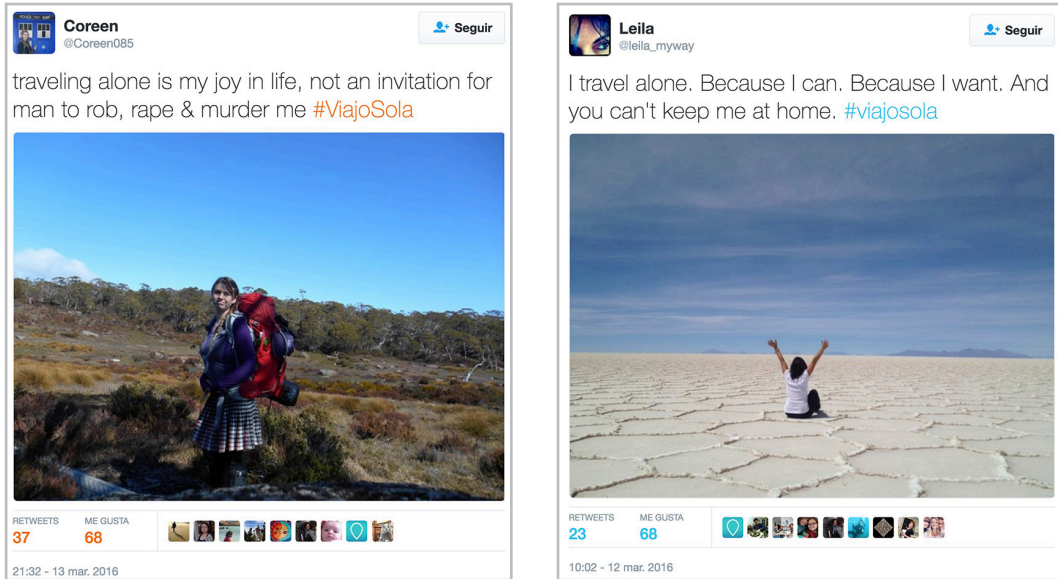 Coreen
@Coreen085
Seguir
traveling alone is my joy in life, not an invitation for
man to rob, rape & murder me #ViajoSola
RETWEETS
37
ME GUSTA
68
21:32 - 13 mar. 2016
Leila
@leila_myway
Seguir
I travel alone. Because I can. Because I want. And
you can't keep me at home. #viajosola
RETWEETS
23
ME GUSTA
68
10:02 - 12 mar. 2016